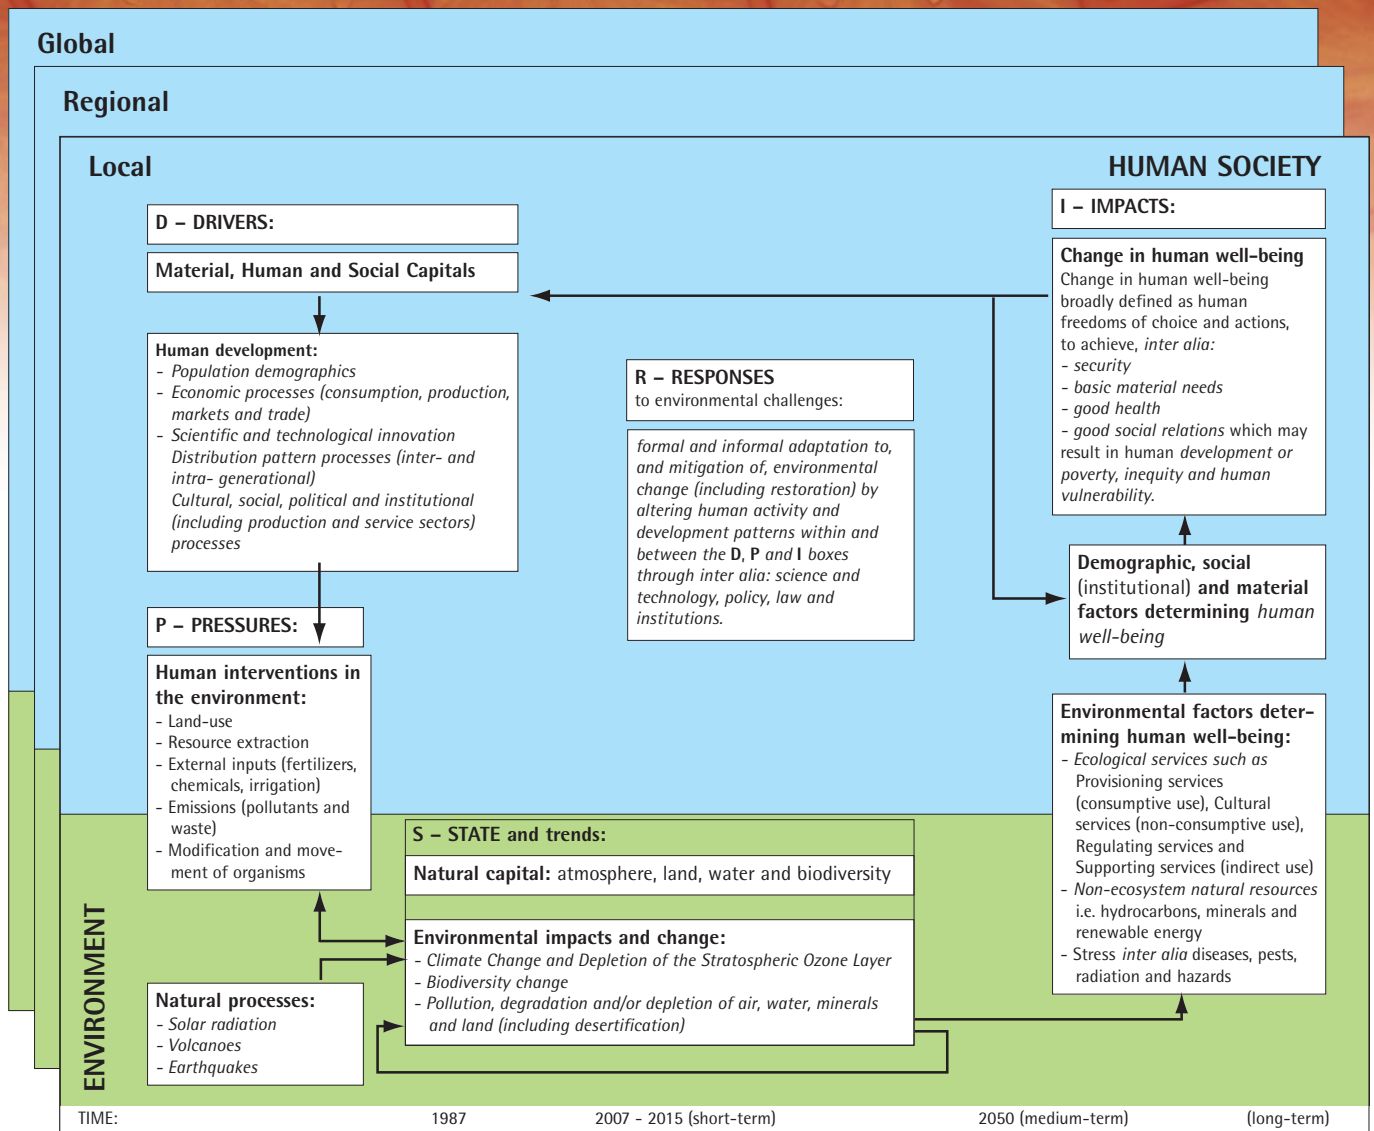 Global
Regional
Local
HUMAN SOCIETY
D – DRIVERS:
Material, Human and Social Capitals
Human development:
- Population demographics
- Economic processes (consumption, production,
markets and trade)
- Scientific and technological innovation
Distribution pattern processes (inter- and
intra- generational)
Cultural, social, political and institutional
(including production and service sectors)
processes
P – PRESSURES:
Human interventions in
the environment:
- Land-use
- Resource extraction
- External inputs (fertilizers,
chemicals, irrigation)
- Emissions (pollutants and
waste)
- Modification and move-
ment of organisms
Natural processes:
- Solar radiation
- Volcanoes
- Earthquakes
R – RESPONSES
to environmental challenges:
formal and informal adaptation to,
and mitigation of, environmental
change (including restoration) by
altering human activity and
development patterns within and
between the D, P and I boxes
through inter alia: science and
technology, policy, law and
institutions.
S – STATE and trends:
Natural capital: atmosphere, land, water and biodiversity
Environmental impacts and change:
- Climate Change and Depletion of the Stratospheric Ozone Layer
- Biodiversity change
- Pollution, degradation and/or depletion of air, water, minerals
and land (including desertification)
I – IMPACTS:
Change in human well-being
Change in human well-being
broadly defined as human
freedoms of choice and actions,
to achieve, inter alia:
- security
- basic material needs
- good health
- good social relations which may
result in human development or
poverty, inequity and human
vulnerability.
Demographic, social
(institutional) and material
factors determining human
well-being
Environmental factors deter-
mining human well-being:
- Ecological services such as
Provisioning services
(consumptive use), Cultural
services (non-consumptive use),
Regulating services and
Supporting services (indirect use)
- Non-ecosystem natural resources
i.e. hydrocarbons, minerals and
renewable energy
- Stress inter alia diseases, pests,
radiation and hazards
ENVIRONMENT
TIME: 1987 2007 - 2015 (short-term) 2050 (medium-term) (long-term)